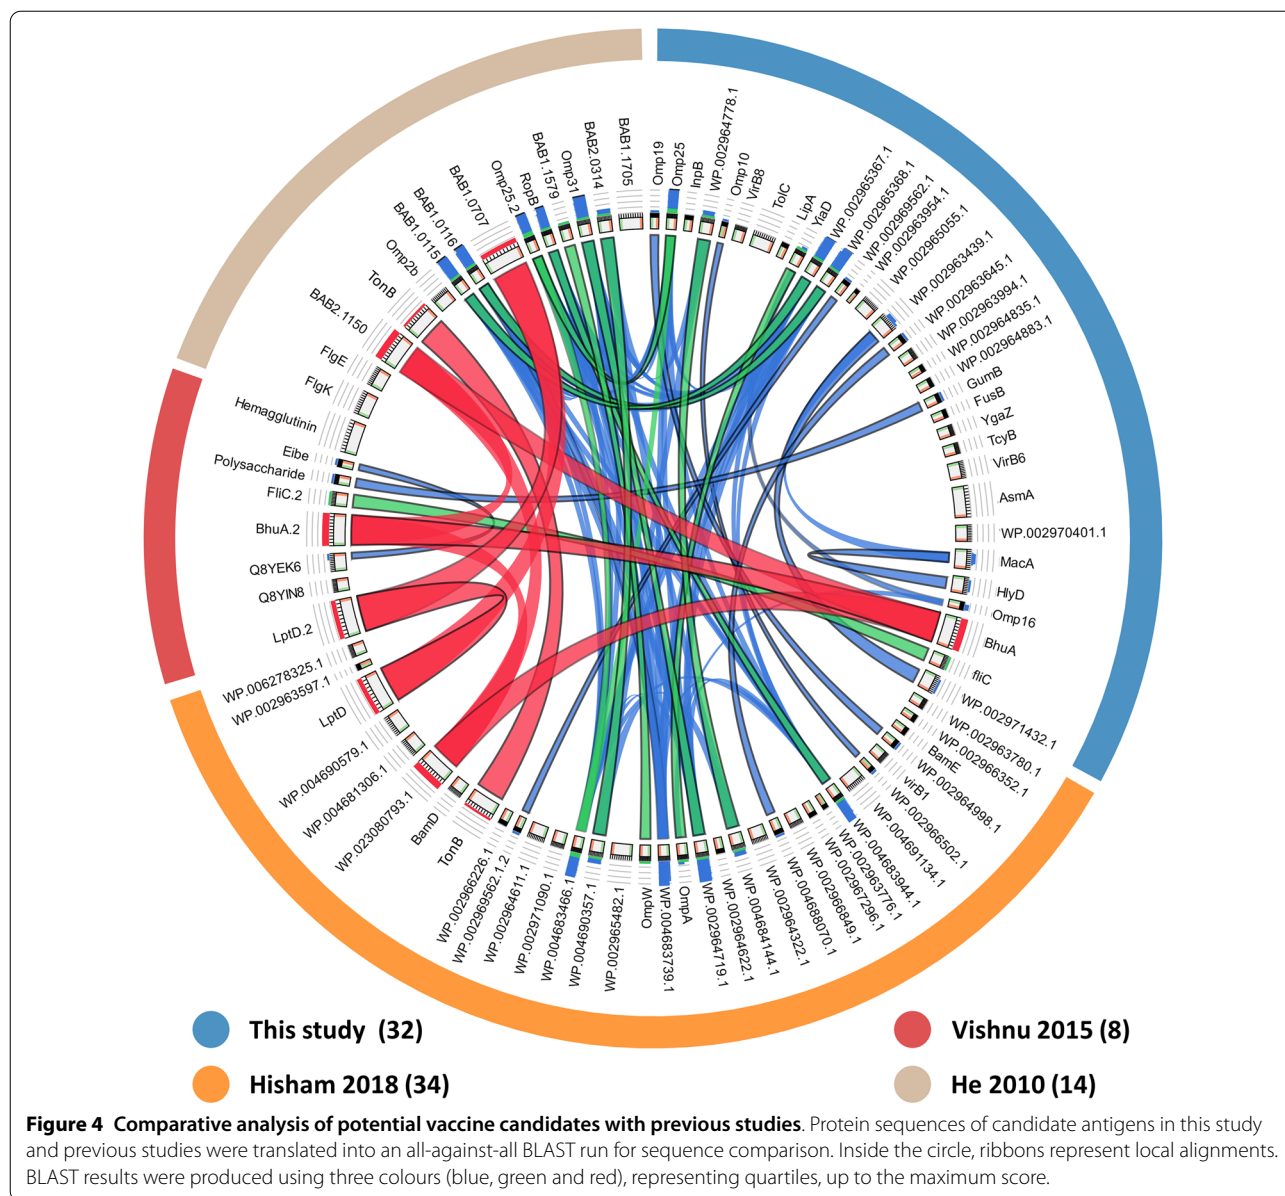 Omp19
Omp25
InpB
WP.002964778.1
Omp10
VirB8
TolC
LipA
YiaD
WP.002965367.1
WP.002965368.1
WP.002969562.1
WP.002963954.1
WP.002965055.1
WP.002963439.1
WP.002963645.1
WP.002963994.1
WP.002964835.1
WP.002964883.1
GumB
FusB
YgaZ
TcyB
VirB6
AsmA
WP.002970401.1
MacA
HlyD
Omp16
BhuA
fliC
WP.002971432.1
WP.002963780.1
WP.002966352.1
BamE
WP.002964998.1
virB1
WP.002966502.1
WP.004691134.1
WP.004683944.1
WP.002963776.1
WP.002967296.1
WP.002966849.1
WP.004688070.1
WP.002964322.1
WP.004684144.1
WP.002964622.1
WP.002964719.1
OmpA
WP.004683739.1
OmpW
WP.002965482.1
WP.004690357.1
WP.004683466.1
WP.002971090.1
WP.002964611.1
WP.002969562.1.2
WP.002966226.1
TonB
BamD
WP.023080793.1
WP.004681306.1
WP.004690579.1
LptD
WP.002963597.1
WP.006278325.1
LptD.2
Q8YIN8
Q8YEK6
BhuA.2
FliC.2
Polysaccharide
Eibe
Hemagglutinin
FlgK
FlgE
BAB2.1150
TonB
Omp2b
BAB1.0115
BAB1.0116
BAB1.0707
Omp25.2
RopB
BAB1.1579
Omp31
BAB2.0314
BAB1.1705
This study (32)
Vishnu 2015 (8)
Hisham 2018 (34)
He 2010 (14)
Figure 4 Comparative analysis of potential vaccine candidates with previous studies. Protein sequences of candidate antigens in this study
and previous studies were translated into an all-against-all BLAST run for sequence comparison. Inside the circle, ribbons represent local alignments.
BLAST results were produced using three colours (blue, green and red), representing quartiles, up to the maximum score.